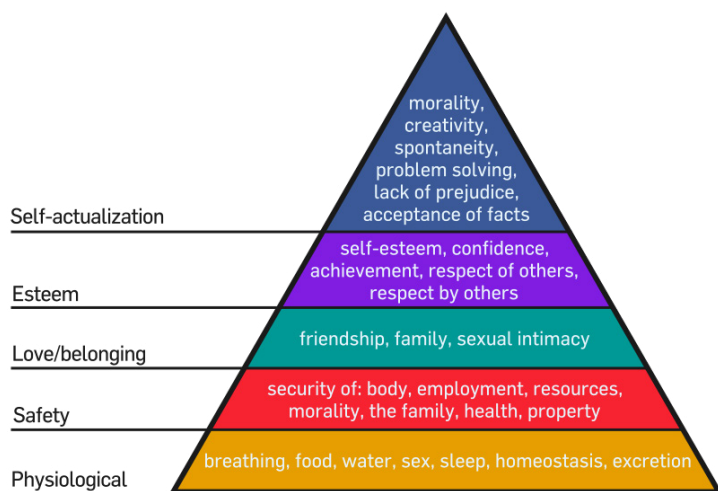 morality,
creativity,
spontaneity,
problem solving,
lack of prejudice,
acceptance of facts
Self-actualization
self-esteem, confidence,
achievement, respect of others,
respect by others
Esteem
friendship, family, sexual intimacy
Love/belonging
security of: body, employment, resources,
morality, the family, health, property
Safety
breathing, food, water, sex, sleep, homeostasis, excretion
Physiological